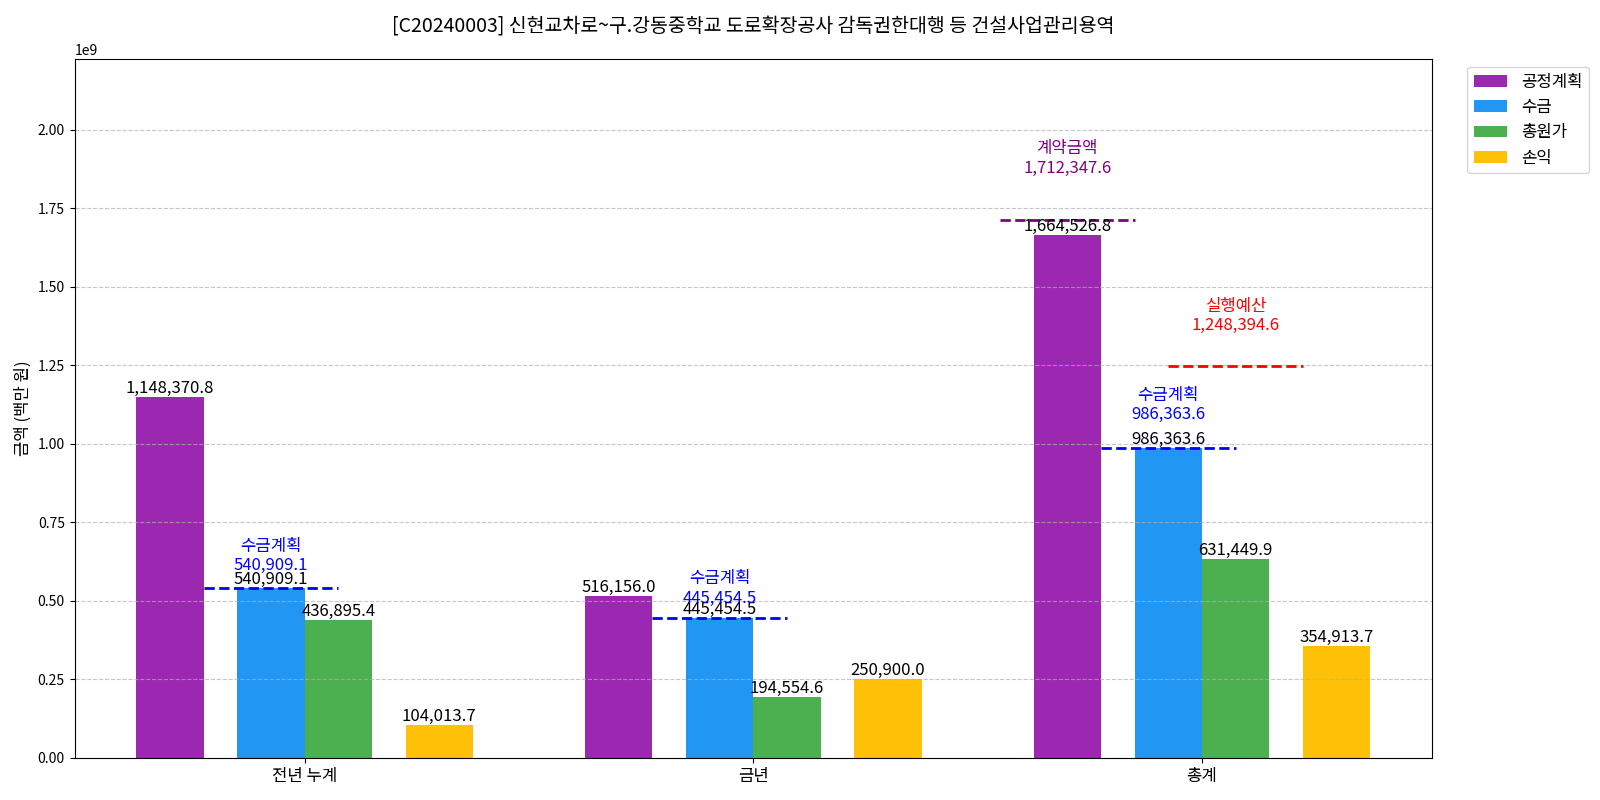 [C20240003] 신현교차로~구.강동중학교 도로확장공사 감독권한대행 등 건설사업관리용역
1e9
공정계획
수금
총원가
손익
금액 (백만 원)
2.00
1.75
1.50
1.25
1.00
0.75
0.50
0.25
0.00
1,148,370.8
수금계획
540,909.1
540,909.1
436,895.4
104,013.7
516,156.0
수금계획
445,454.5
445,454.5
194,554.6
250,900.0
계약금액
1,712,347.6
1,664,526.8
실행예산
1,248,394.6
수금계획
986,363.6
986,363.6
631,449.9
354,913.7
전년 누계
금년
총계